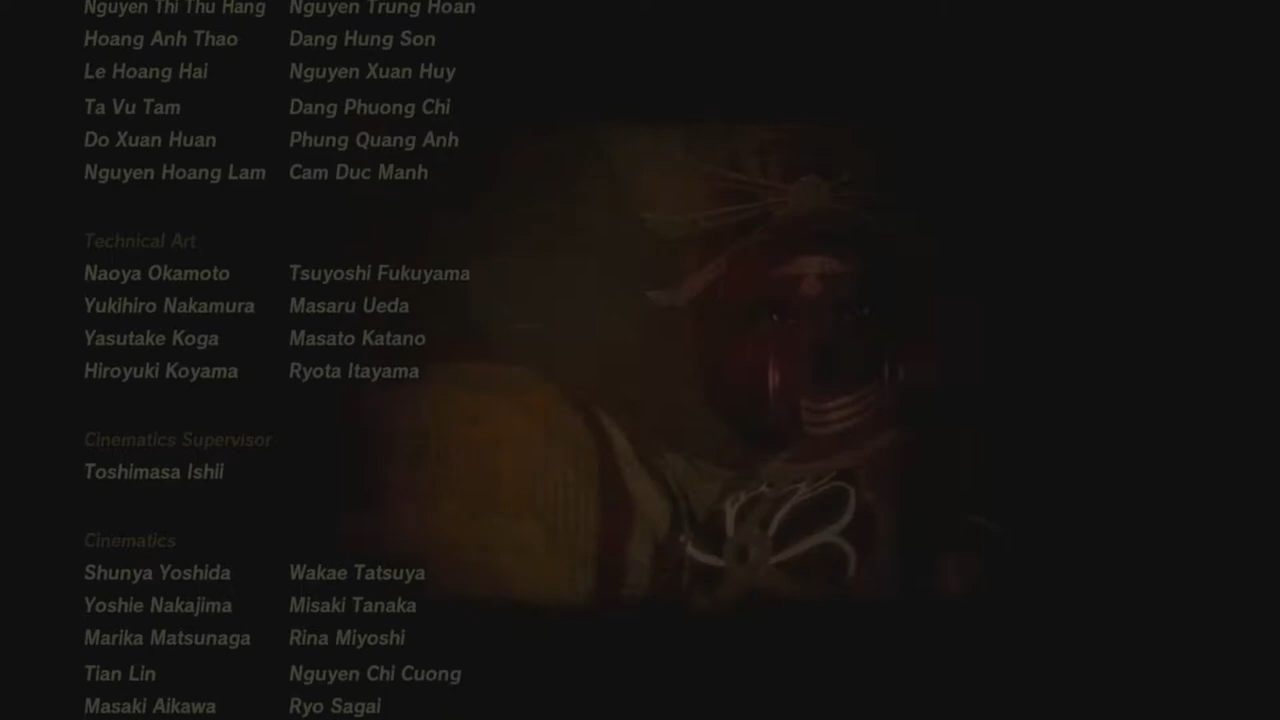 Nguyen Thi Thu Hang Nguyen Trung Hoan
Hoang Anh Thao Dang Hung Son
Le Hoang Hai Nguyen Xuan Huy
Ta Vu Tam Dang Phuong Chi
Do Xuan Huan Phung Quang Anh
Nguyen Hoang Lam Cam Duc Manh
Technical Art
Naoya Okamoto Tsuyoshi Fukuyama
Yukihiro Nakamura Masaru Ueda
Yasutake Koga Masato Katano
Hiroyuki Koyama Ryota Itayama
Cinematics Supervisor
Toshimasa Ishii
Cinematics
Shunya Yoshida Wakae Tatsuya
Yoshie Nakajima Misaki Tanaka
Marika Matsunaga Rina Miyoshi
Tian Lin Nguyen Chi Cuong
Masaki Aikawa Ryo Sagai